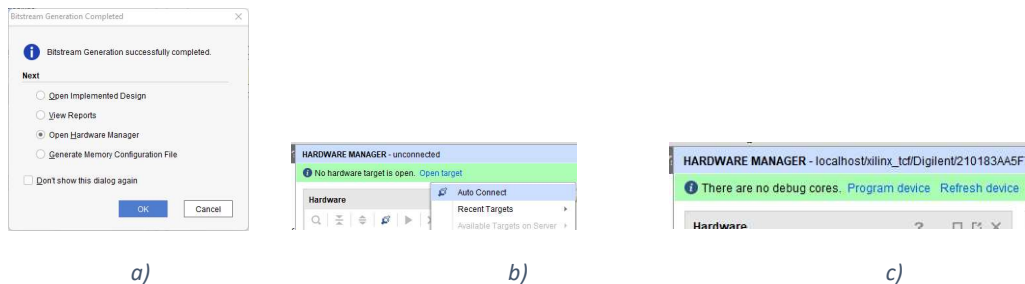 Bitstream Generation Completed
Bitstream Generation successfully completed.
Next
Open Implemented Design
View Reports
Open Hardware Manager
Generate Memory Configuration File
Don't show this dialog again
OK Cancel
a)
HARDWARE MANAGER - unconnected
No hardware target is open. Open target
Hardware
Auto Connect
Recent Targets
Available Targets on Server
b)
HARDWARE MANAGER - localhost/xilinx_tcf/Digilent/210183AA5F
There are no debug cores. Program device Refresh device
Hardware ?
c)